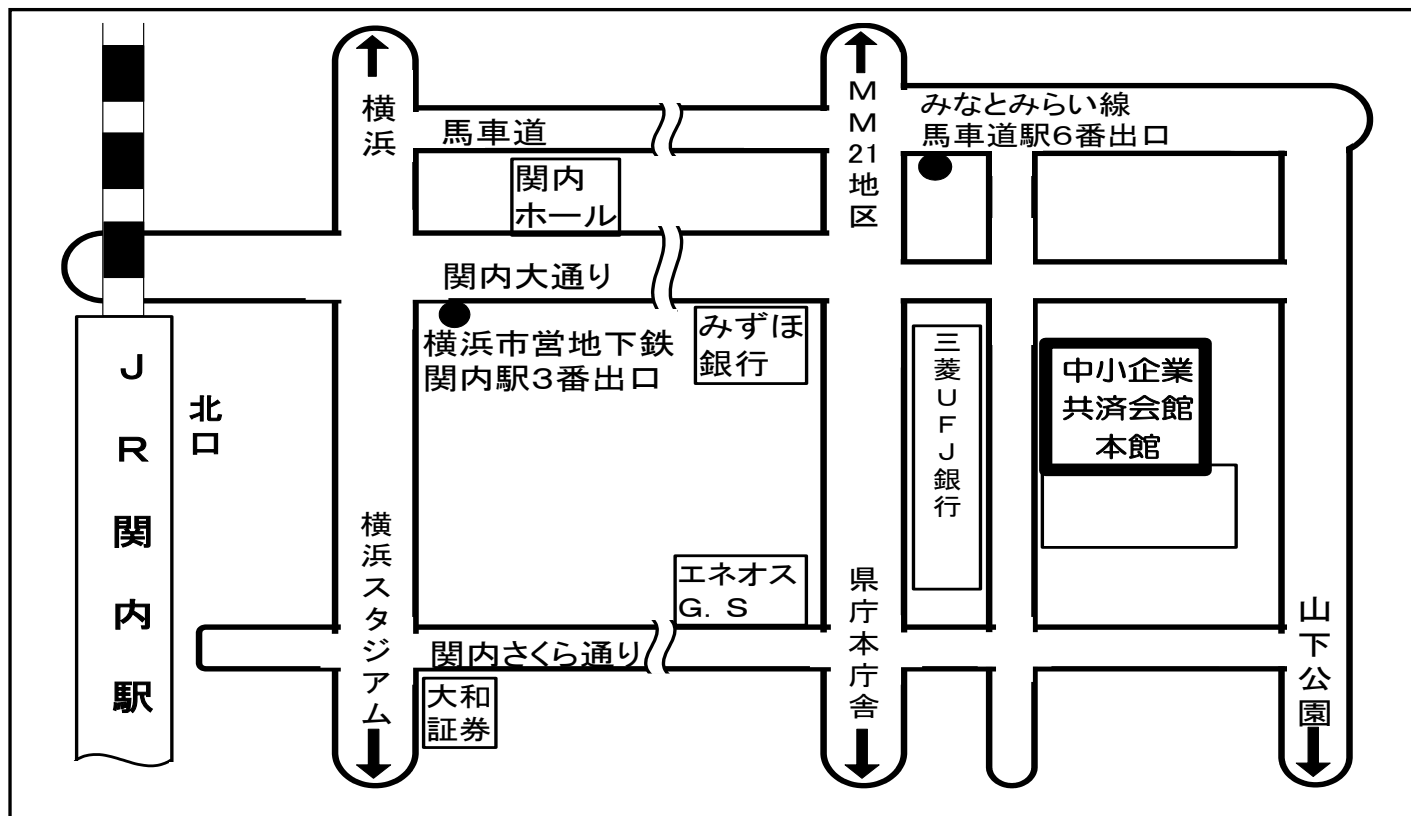 横浜
馬車道
関内
ホール
MM21地区
みなとみらい線
馬車道駅6番出口
関内大通り
横浜市営地下鉄
関内駅3番出口
みずほ
銀行
三菱UFJ銀行
中小企業
共済会館
本館
JR関内駅
北口
横浜スタジアム
エネオス
G.S
県庁本庁舎
関内さくら通り
大和
証券
山下公園